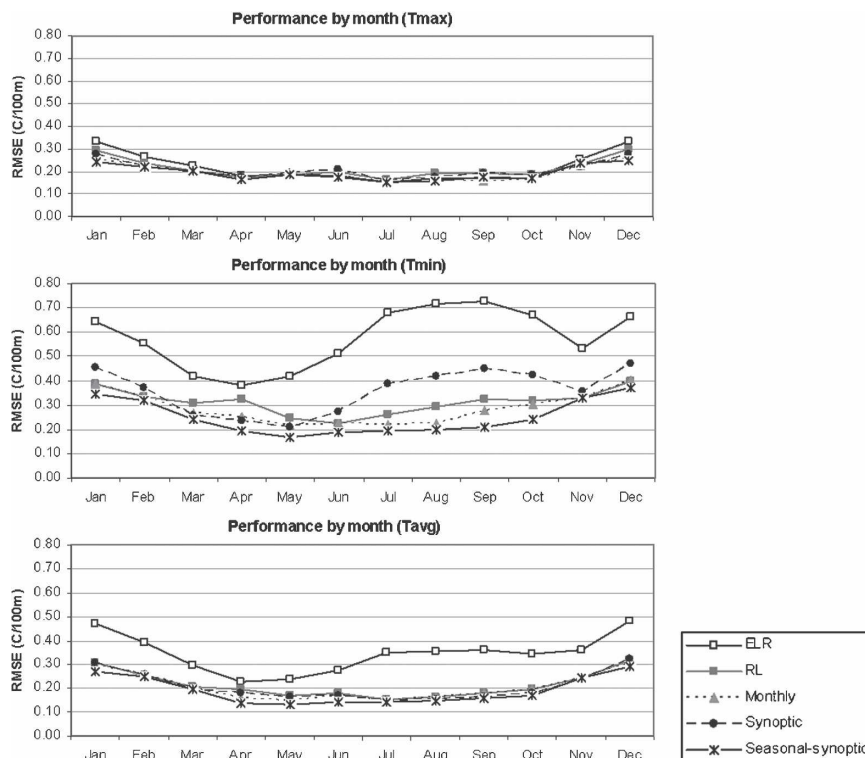 Performance by month (Tmax)
RMSE (C/100m)
0.80
0.70
0.60
0.50
0.40
0.30
0.20
0.10
0.00
Jan Feb Mar Apr May Jun Jul Aug Sep Oct Nov Dec
Performance by month (Tmin)
RMSE (C/100m)
0.80
0.70
0.60
0.50
0.40
0.30
0.20
0.10
0.00
Jan Feb Mar Apr May Jun Jul Aug Sep Oct Nov Dec
Performance by month (Tavg)
RMSE (C/100m)
0.80
0.70
0.60
0.50
0.40
0.30
0.20
0.10
0.00
Jan Feb Mar Apr May Jun Jul Aug Sep Oct Nov Dec
ELR
RL
Monthly
Synoptic
Seasonal-synoptic